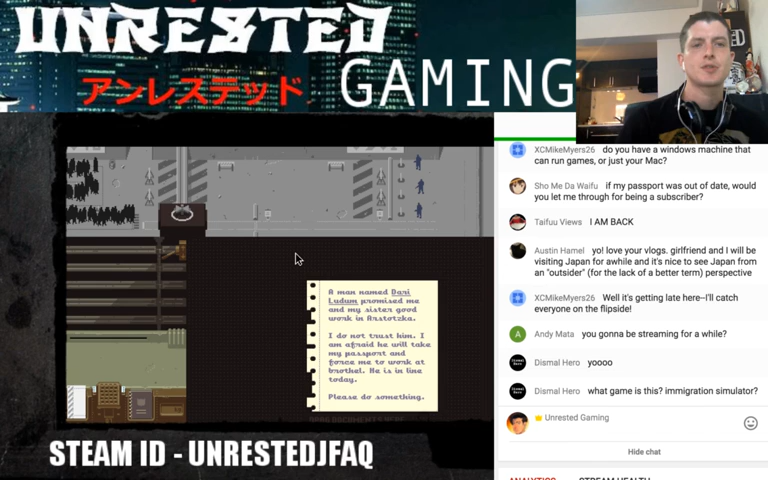 UNRESTED
アンレステッド
GAMING
XCMikeMyers26 do you have a windows machine that
can run games, or just your Mac?
Sho Me Da Waifu if my passport was out of date, would
you let me through for being a subscriber?
Taifuu Views I AM BACK
Austin Hamel yo! love your vlogs. girlfriend and I will be
visiting Japan for awhile and it's nice to see Japan from
an "outsider" (for the lack of a better term) perspective
XCMikeMyers26 Well it's getting late here--I'll catch
everyone on the flipside!
A Andy Mata you gonna be streaming for a while?
Dismal Hero yoooo
Dismal Hero what game is this? immigration simulator?
Unrested Gaming
Hide chat
ANALYTICS STREAM HEALTH
A man named Dari
Ludum promised me
and my sister good
work in Arstotzka.
I do not trust him. I
am afraid he will take
my passport and
force me to work at
brothel. He is in line
today.
Please do something.
STEAM ID - UNRESTEDJFAQ